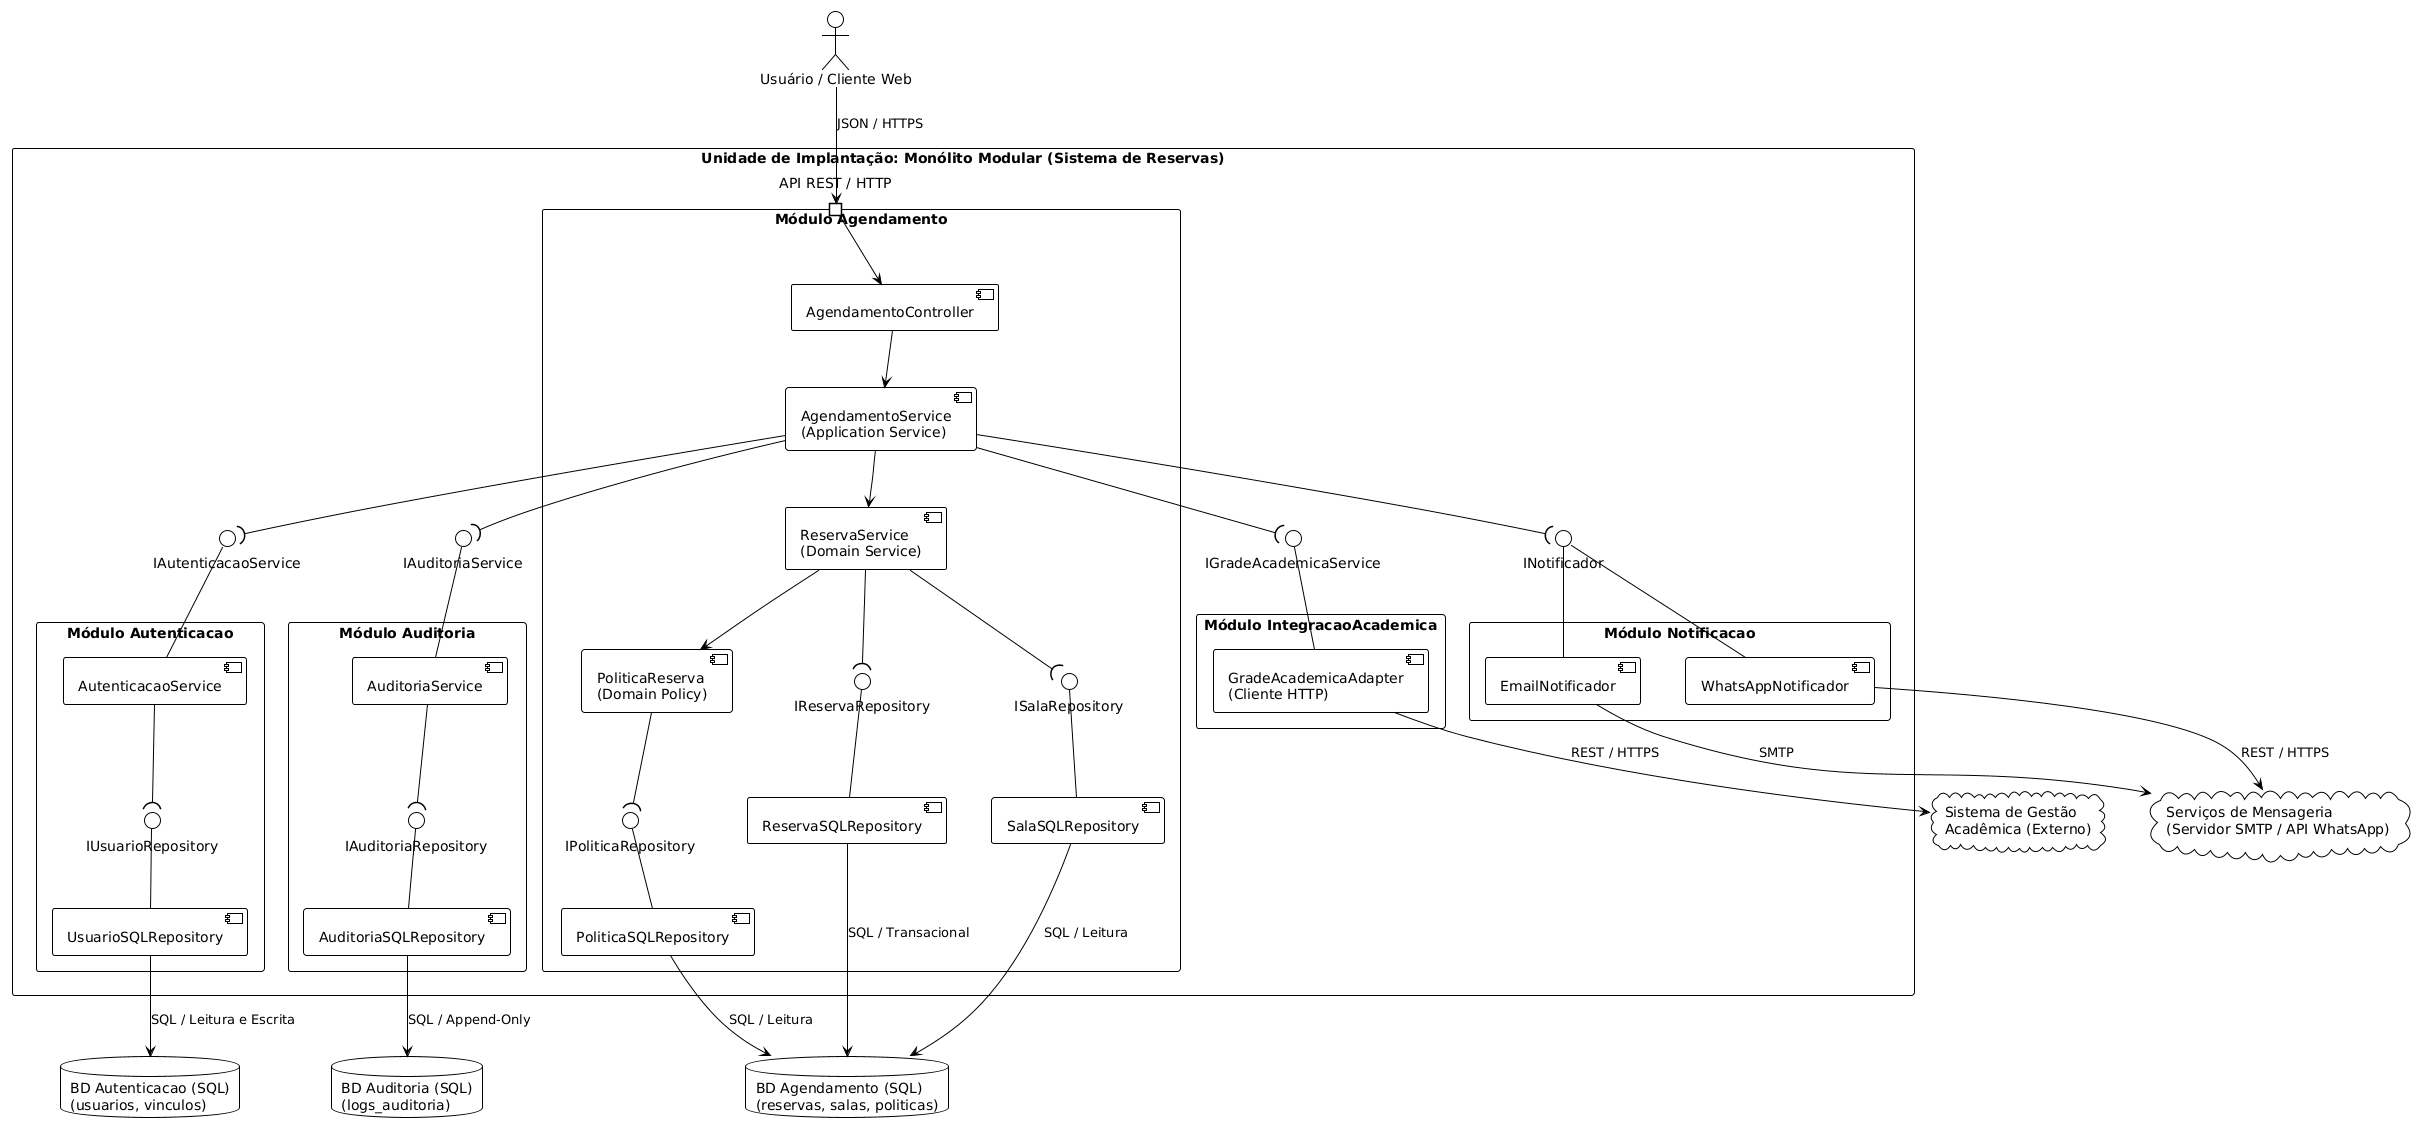 Usuário / Cliente Web
JSON / HTTPS
Unidade de Implantação: Monólito Modular (Sistema de Reservas)
API REST / HTTP
Módulo Agendamento
AgendamentoController
AgendamentoService
(Application Service)
ReservaService
(Domain Service)
IAutenticacaoService
IAuditoriaService
IGradeAcademicaService
INotificador
Módulo Autenticacao
Módulo Auditoria
Módulo IntegracaoAcademica
Módulo Notificacao
AutenticacaoService
AuditoriaService
PoliticaReserva
(Domain Policy)
IReservaRepository
ISalaRepository
GradeAcademicaAdapter
(Cliente HTTP)
EmailNotificador
WhatsAppNotificador
REST / HTTPS
SMTP
REST / HTTPS
IUsuarioRepository
IAuditoriaRepository
IPoliticaRepository
ReservaSQLRepository
SalaSQLRepository
Sistema de Gestão
Acadêmica (Externo)
Serviços de Mensageria
(Servidor SMTP / API WhatsApp)
UsuarioSQLRepository
AuditoriaSQLRepository
PoliticaSQLRepository
SQL / Transacional
SQL / Leitura
SQL / Leitura e Escrita
SQL / Append-Only
SQL / Leitura
BD Autenticacao (SQL)
(usuarios, vinculos)
BD Auditoria (SQL)
(logs_auditoria)
BD Agendamento (SQL)
(reservas, salas, politicas)